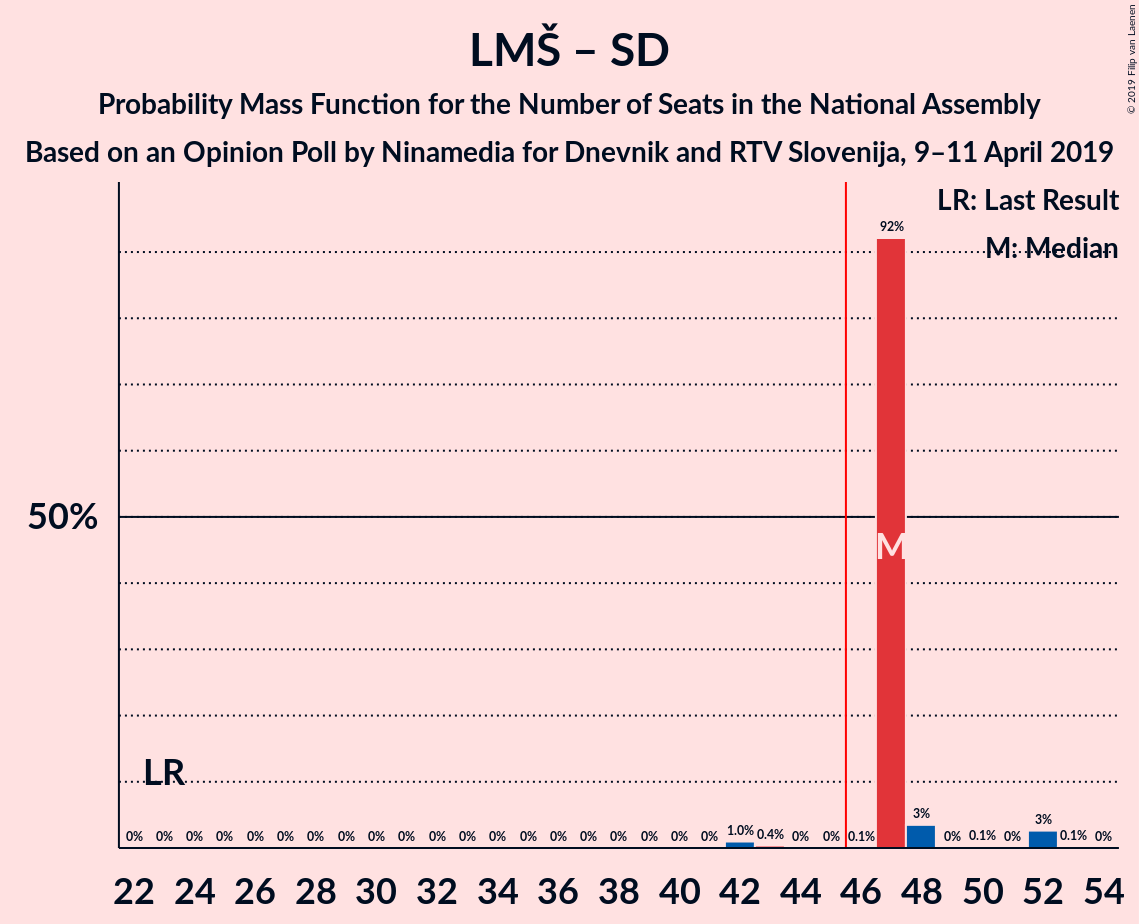 LMŠ – SD
Probability Mass Function for the Number of Seats in the National Assembly
Based on an Opinion Poll by Ninamedia for Dnevnik and RTV Slovenija, 9–11 April 2019
© 2019 Filip van Laenen
LR: Last Result
M: Median
92%
50%
M
LR
0% 0% 0% 0% 0% 0% 0% 0% 0% 0% 0% 0% 0% 0% 0% 0% 0% 0% 0% 0% 1.0% 0.4% 0% 0% 0.1% 3% 0% 0.1% 0% 3% 0.1% 0%
22 24 26 28 30 32 34 36 38 40 42 44 46 48 50 52 54